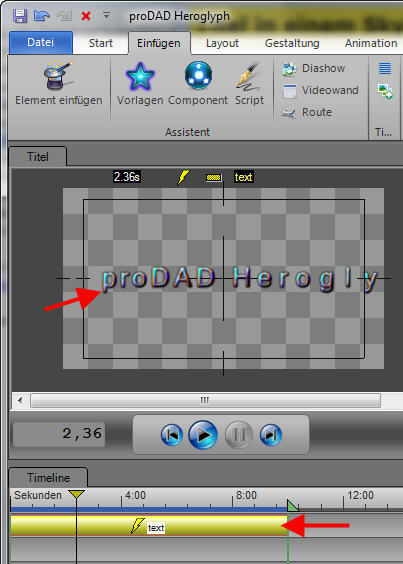 proDAD Heroglyph
Datei Start Einfügen Layout Gestaltung Animation
Element einfügen Vorlagen Component Script
Diashow
Videowand
Route
Assistent Ti...
Titel
2.36s text
proDAD Herogly
2,36
Timeline
Sekunden 4:00 8:00 12:00
text